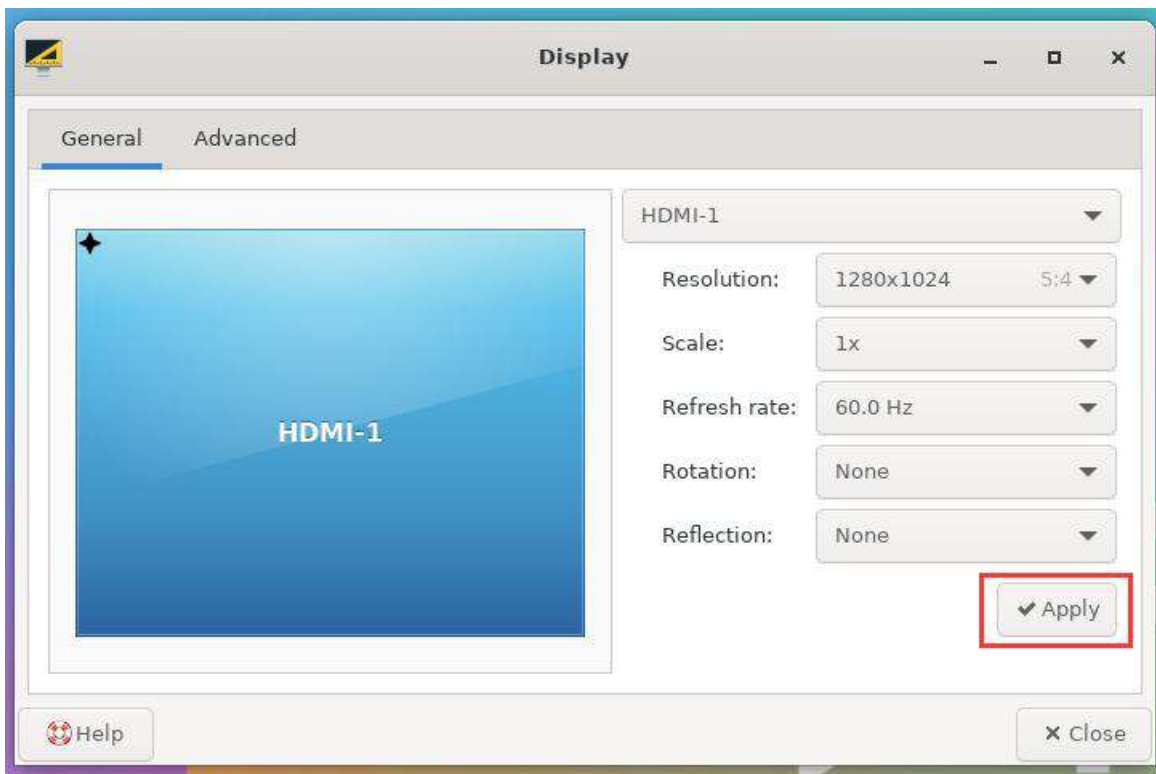 Display
General Advanced
HDMI-1
HDMI-1
Resolution: 1280x1024 5:4
Scale: 1x
Refresh rate: 60.0 Hz
Rotation: None
Reflection: None
Apply
Help Close